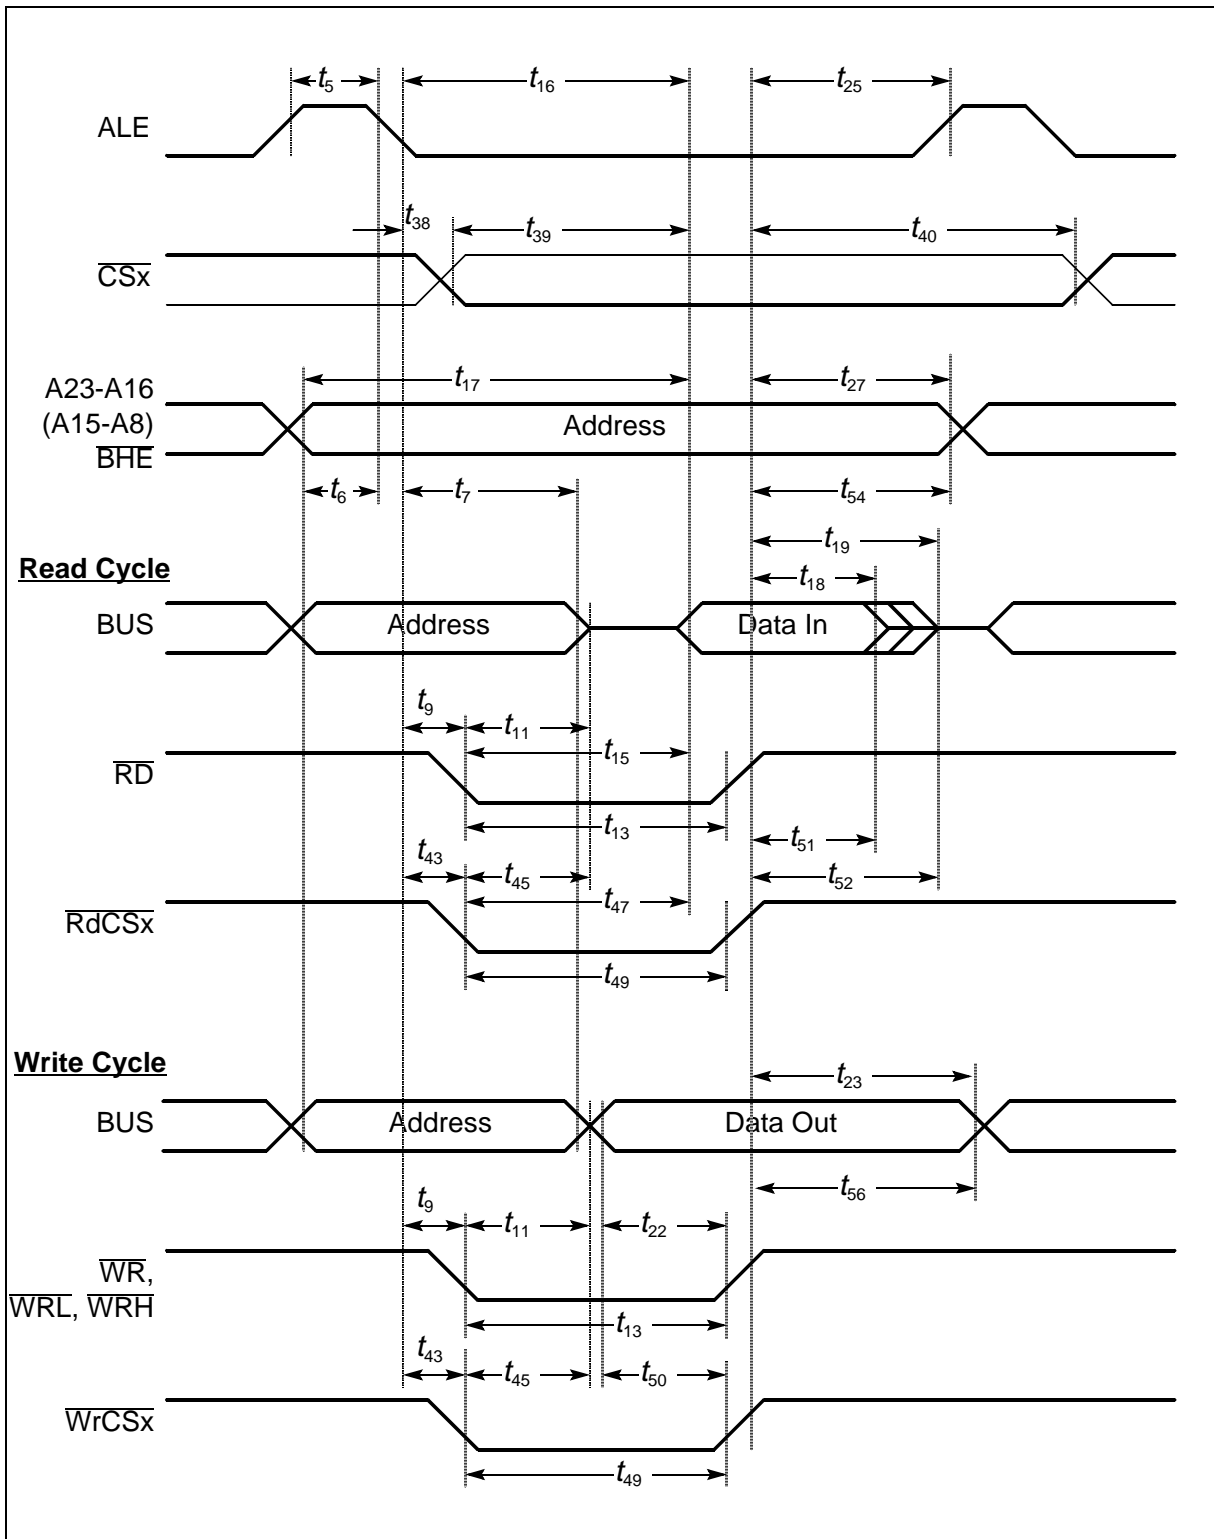 t5 t16 t25
ALE
t38 t39 t40
CSx
t17 t27
A23-A16
(A15-A8)
BHE
Address
t6 t7 t54
t19
Read Cycle
t18
BUS Address Data In
t9 t11
t15
RD
t13 t51
t43 t45 t52
t47
RdCSx
t49
Write Cycle
t23
BUS Address Data Out
t56
t9 t11 t22
WR,
WRL, WRH
t13
t43 t45 t50
WrCSx
t49